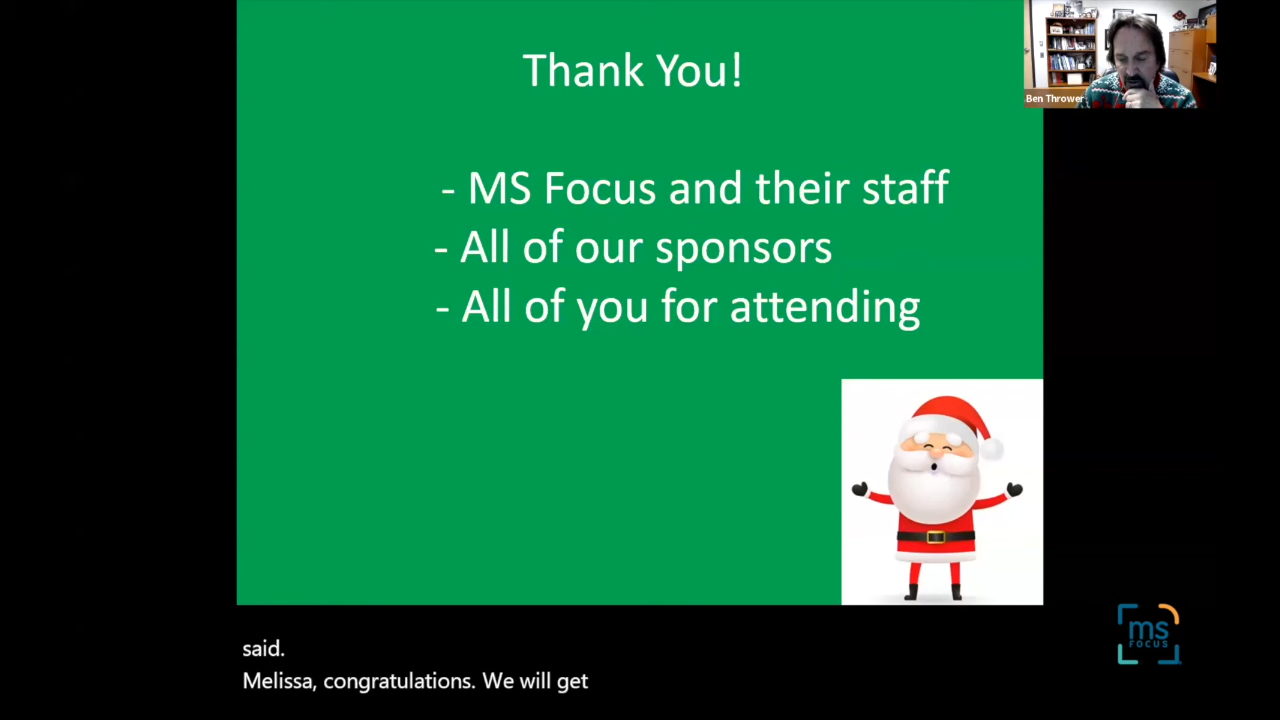 Thank You!
- MS Focus and their staff
- All of our sponsors
- All of you for attending
Ben Thrower
said.
Melissa, congratulations. We will get
ms
FOCUS